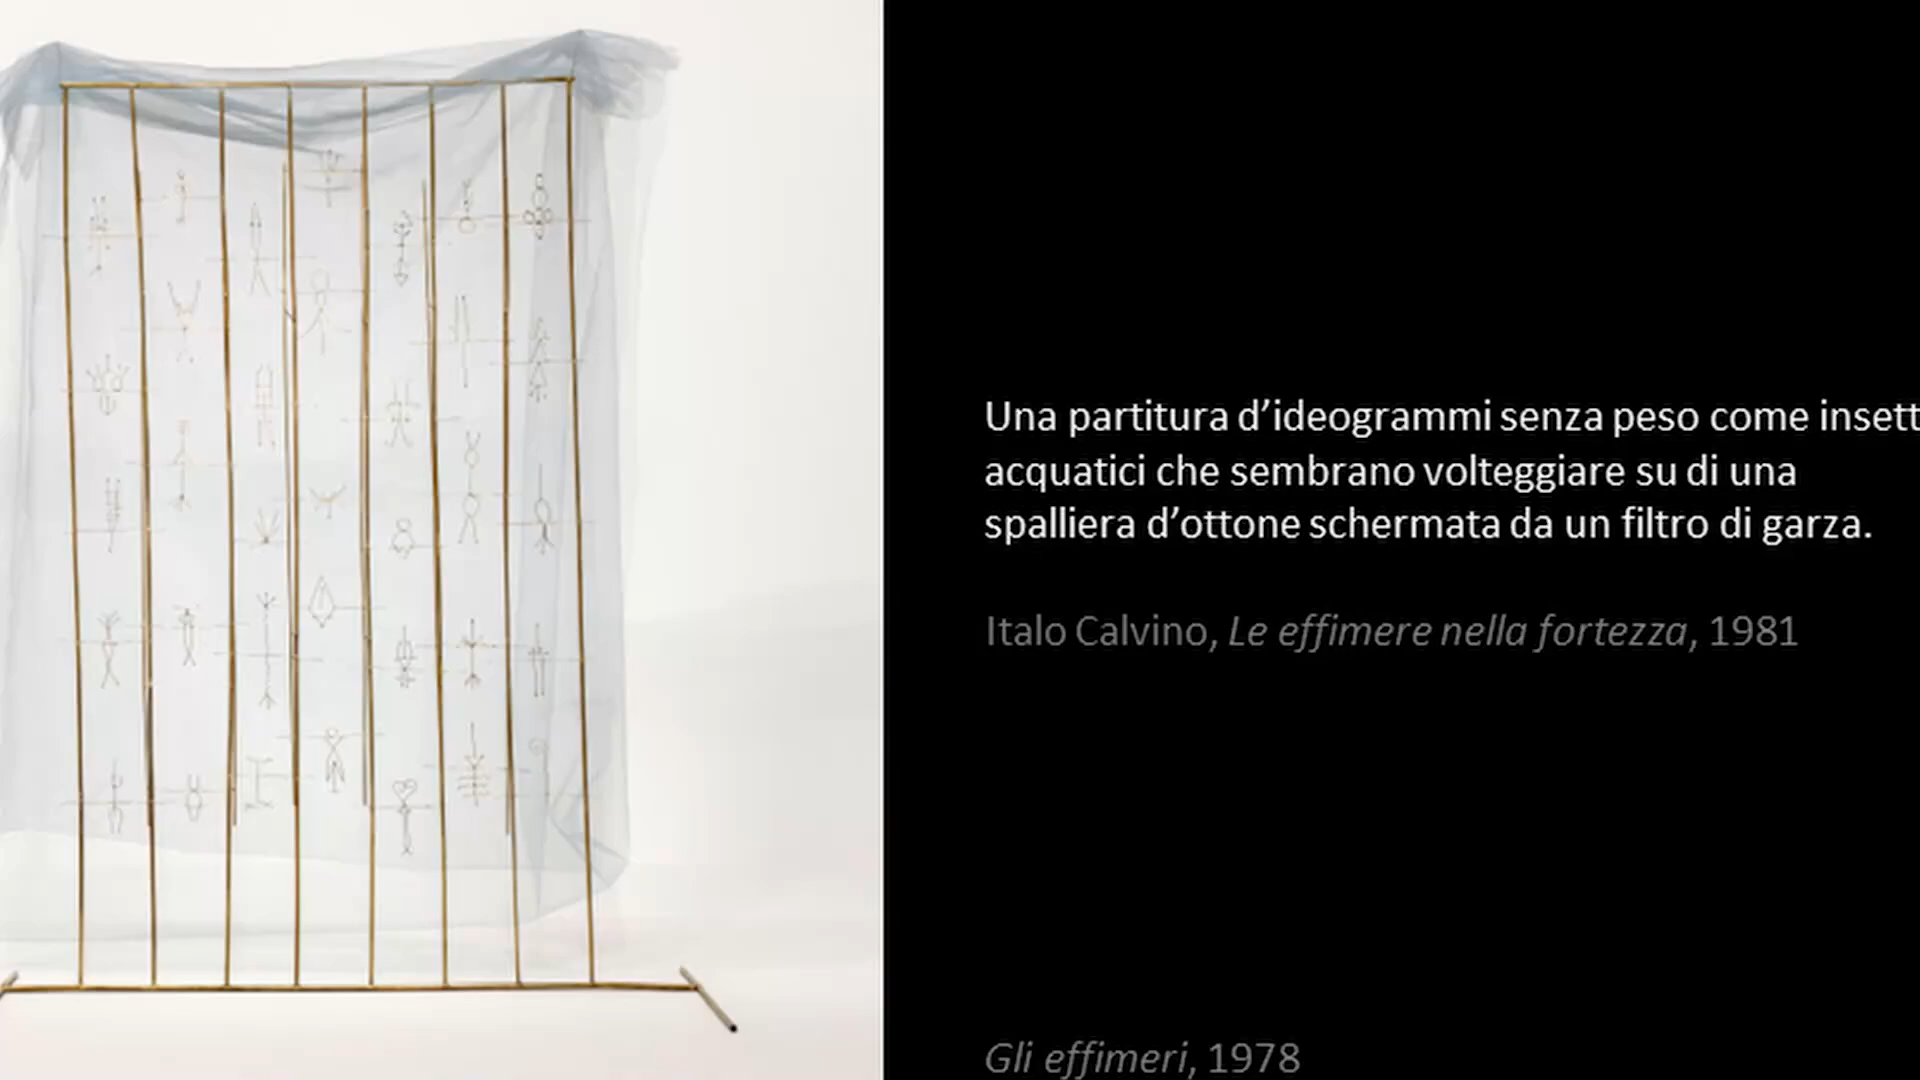 Una partitura d’ideogrammi senza peso come insett
acquatici che sembrano volteggiare su di una
spalliera d’ottone schermata da un filtro di garza.
Italo Calvino, Le effimere nella fortezza, 1981
Gli effimeri, 1978